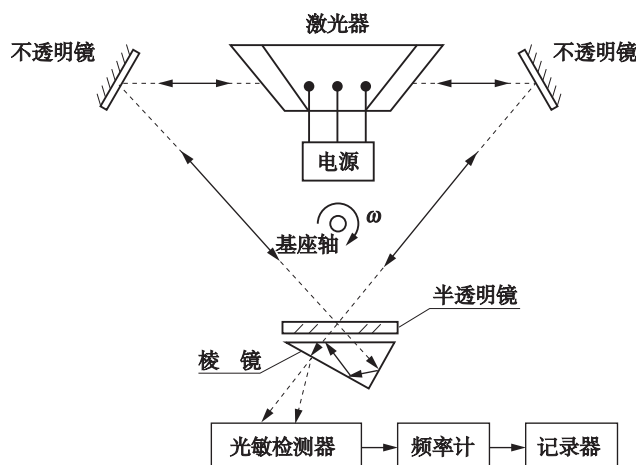 激光器
不透明镜
不透明镜
电源
ω
基座轴
半透明镜
棱 镜
光敏检测器
频率计
记录器